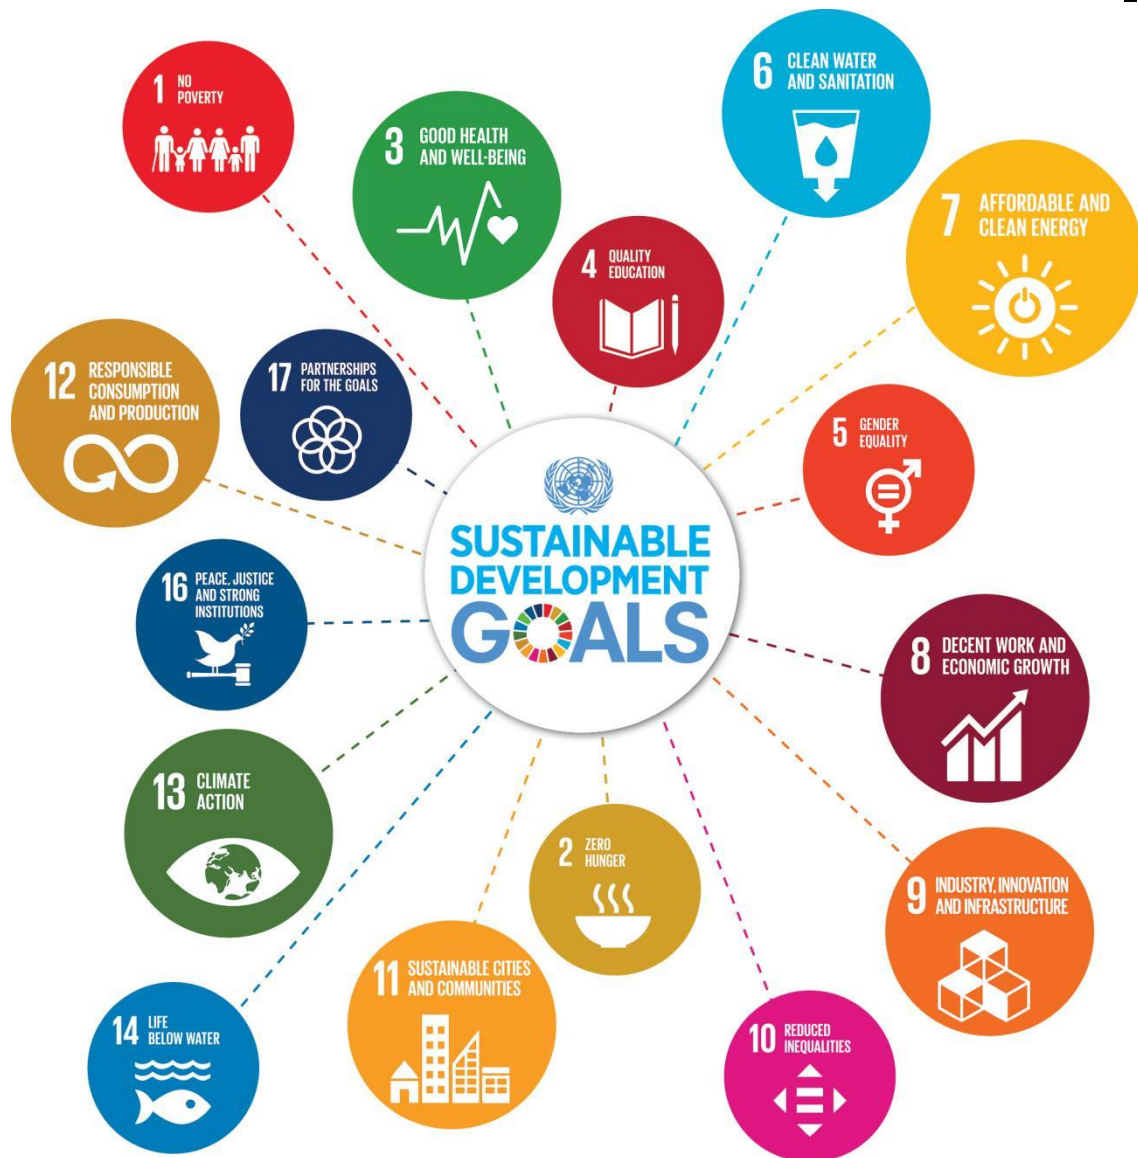 1 NO
POVERTY
3 GOOD HEALTH
AND WELL-BEING
6 CLEAN WATER
AND SANITATION
7 AFFORDABLE AND
CLEAN ENERGY
4 QUALITY
EDUCATION
12 RESPONSIBLE
CONSUMPTION
AND PRODUCTION
17 PARTNERSHIPS
FOR THE GOALS
5 GENDER
EQUALITY
SUSTAINABLE
DEVELOPMENT
GOALS
16 PEACE, JUSTICE
AND STRONG
INSTITUTIONS
8 DECENT WORK AND
ECONOMIC GROWTH
13 CLIMATE
ACTION
2 ZERO
HUNGER
9 INDUSTRY, INNOVATION
AND INFRASTRUCTURE
11 SUSTAINABLE CITIES
AND COMMUNITIES
14 LIFE
BELOW WATER
10 REDUCED
INEQUALITIES